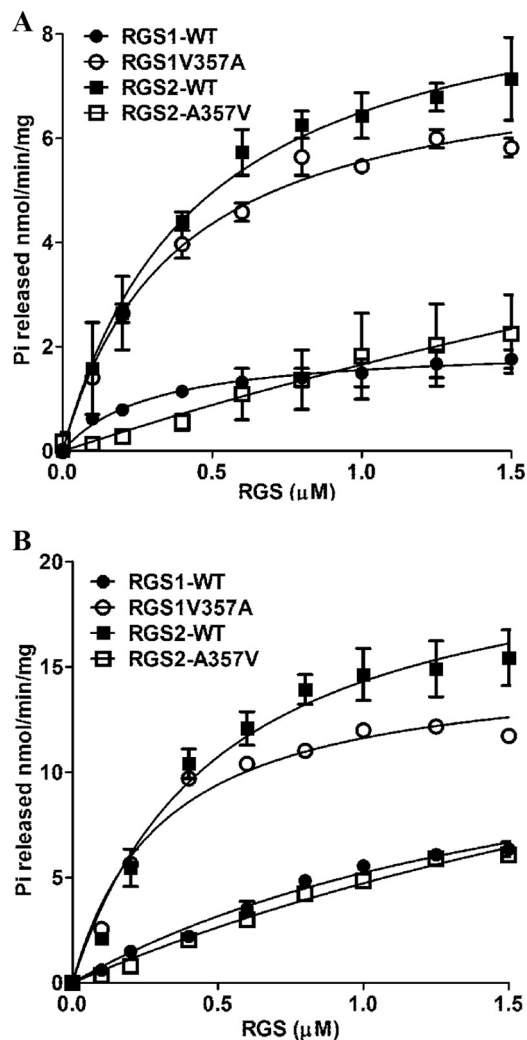 A
RGS1-WT
RGS1V357A
RGS2-WT
RGS2-A357V
Pi released nmol/min/mg
8
6
4
2
0
0.0 0.5 1.0 1.5
RGS (μM)
B
RGS1-WT
RGS1V357A
RGS2-WT
RGS2-A357V
Pi released nmol/min/mg
20
15
10
5
0
0.0 0.5 1.0 1.5
RGS (μM)